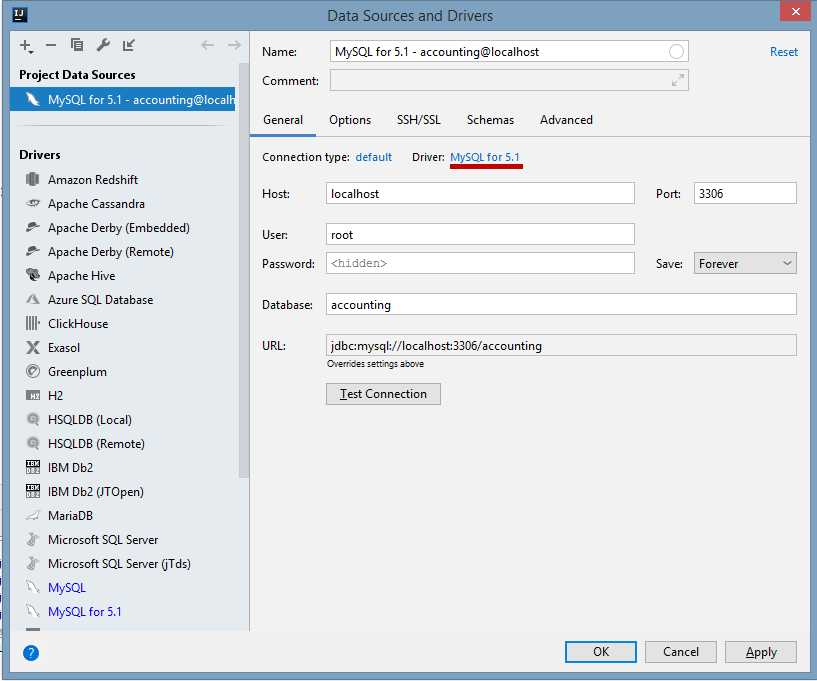 IJ
Data Sources and Drivers
Project Data Sources
MySQL for 5.1 - accounting@localh
Drivers
Amazon Redshift
Apache Cassandra
Apache Derby (Embedded)
Apache Derby (Remote)
Apache Hive
Azure SQL Database
ClickHouse
Exasol
Greenplum
H2
HSQLDB (Local)
HSQLDB (Remote)
IBM Db2
IBM Db2 (JTOpen)
MariaDB
Microsoft SQL Server
Microsoft SQL Server (jTds)
MySQL
MySQL for 5.1
Name: MySQL for 5.1 - accounting@localhost Reset
Comment:
General Options SSH/SSL Schemas Advanced
Connection type: default Driver: MySQL for 5.1
Host: localhost Port: 3306
User: root
Password: <hidden> Save: Forever
Database: accounting
URL: jdbc:mysql://localhost:3306/accounting
Overrides settings above
Test Connection
? OK Cancel Apply